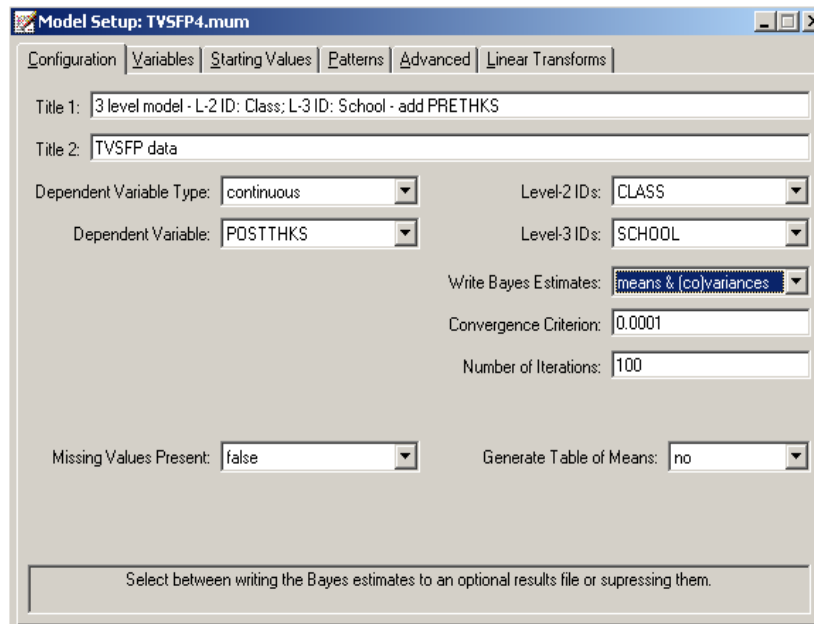 Model Setup: TVSFP4.mum
Configuration Variables Starting Values Patterns Advanced Linear Transforms
Title 1: 3 level model - L-2 ID: Class; L-3 ID: School - add PRETHKS
Title 2: TVSFP data
Dependent Variable Type: continuous Level-2 IDs: CLASS
Dependent Variable: POSTTHKS Level-3 IDs: SCHOOL
Write Bayes Estimates: means & (co)variances
Convergence Criterion: 0.0001
Number of Iterations: 100
Missing Values Present: false Generate Table of Means: no
Select between writing the Bayes estimates to an optional results file or supressing them.